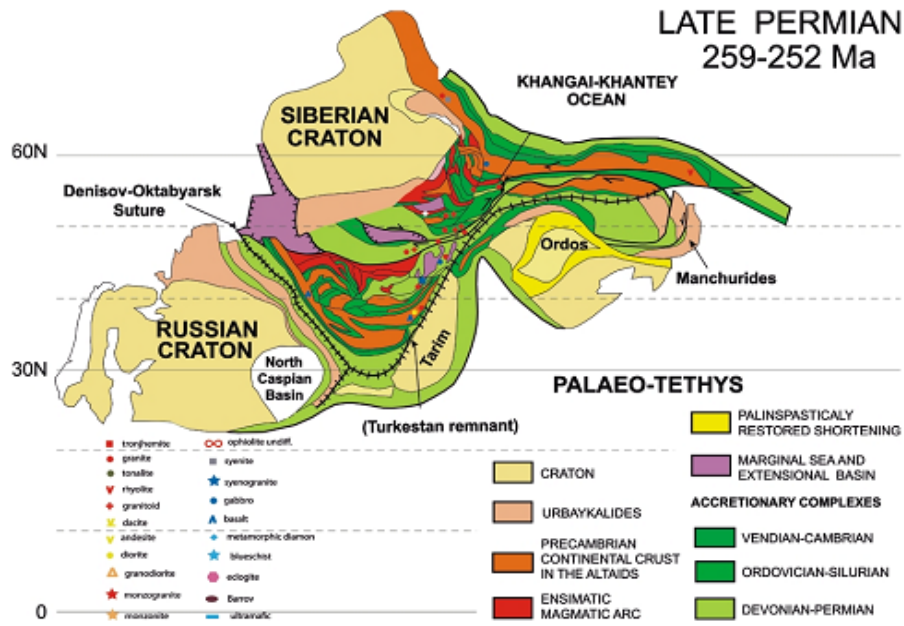 LATE PERMIAN
259-252 Ma
KHANGAI-KHANTEY
OCEAN
SIBERIAN
CRATON
60N
Denisov-Oktabyarsk
Suture
Ordos
Manchurides
RUSSIAN
CRATON
Tarim
North
Caspian
Basin
30N
PALAEO-TETHYS
(Turkestan remnant)
tronjhemite
granite
tonalite
rhyolite
granitoid
dacite
andesite
diorite
granodiorite
monzogranite
monzonite
ophiolite undiff.
syenite
syenogranite
gabbro
basalt
metamorphic diamon
blueschist
eclogite
Barrov
ultramafic
CRATON
URBAYKALIDES
PRECAMBRIAN
CONTINENTAL CRUST
IN THE ALTAIDS
ENSIMATIC
MAGMATIC ARC
PALINSPASTICALY
RESTORED SHORTENING
MARGINAL SEA AND
EXTENSIONAL BASIN
ACCRETIONARY COMPLEXES
VENDIAN-CAMBRIAN
ORDOVICIAN-SILURIAN
DEVONIAN-PERMIAN
0